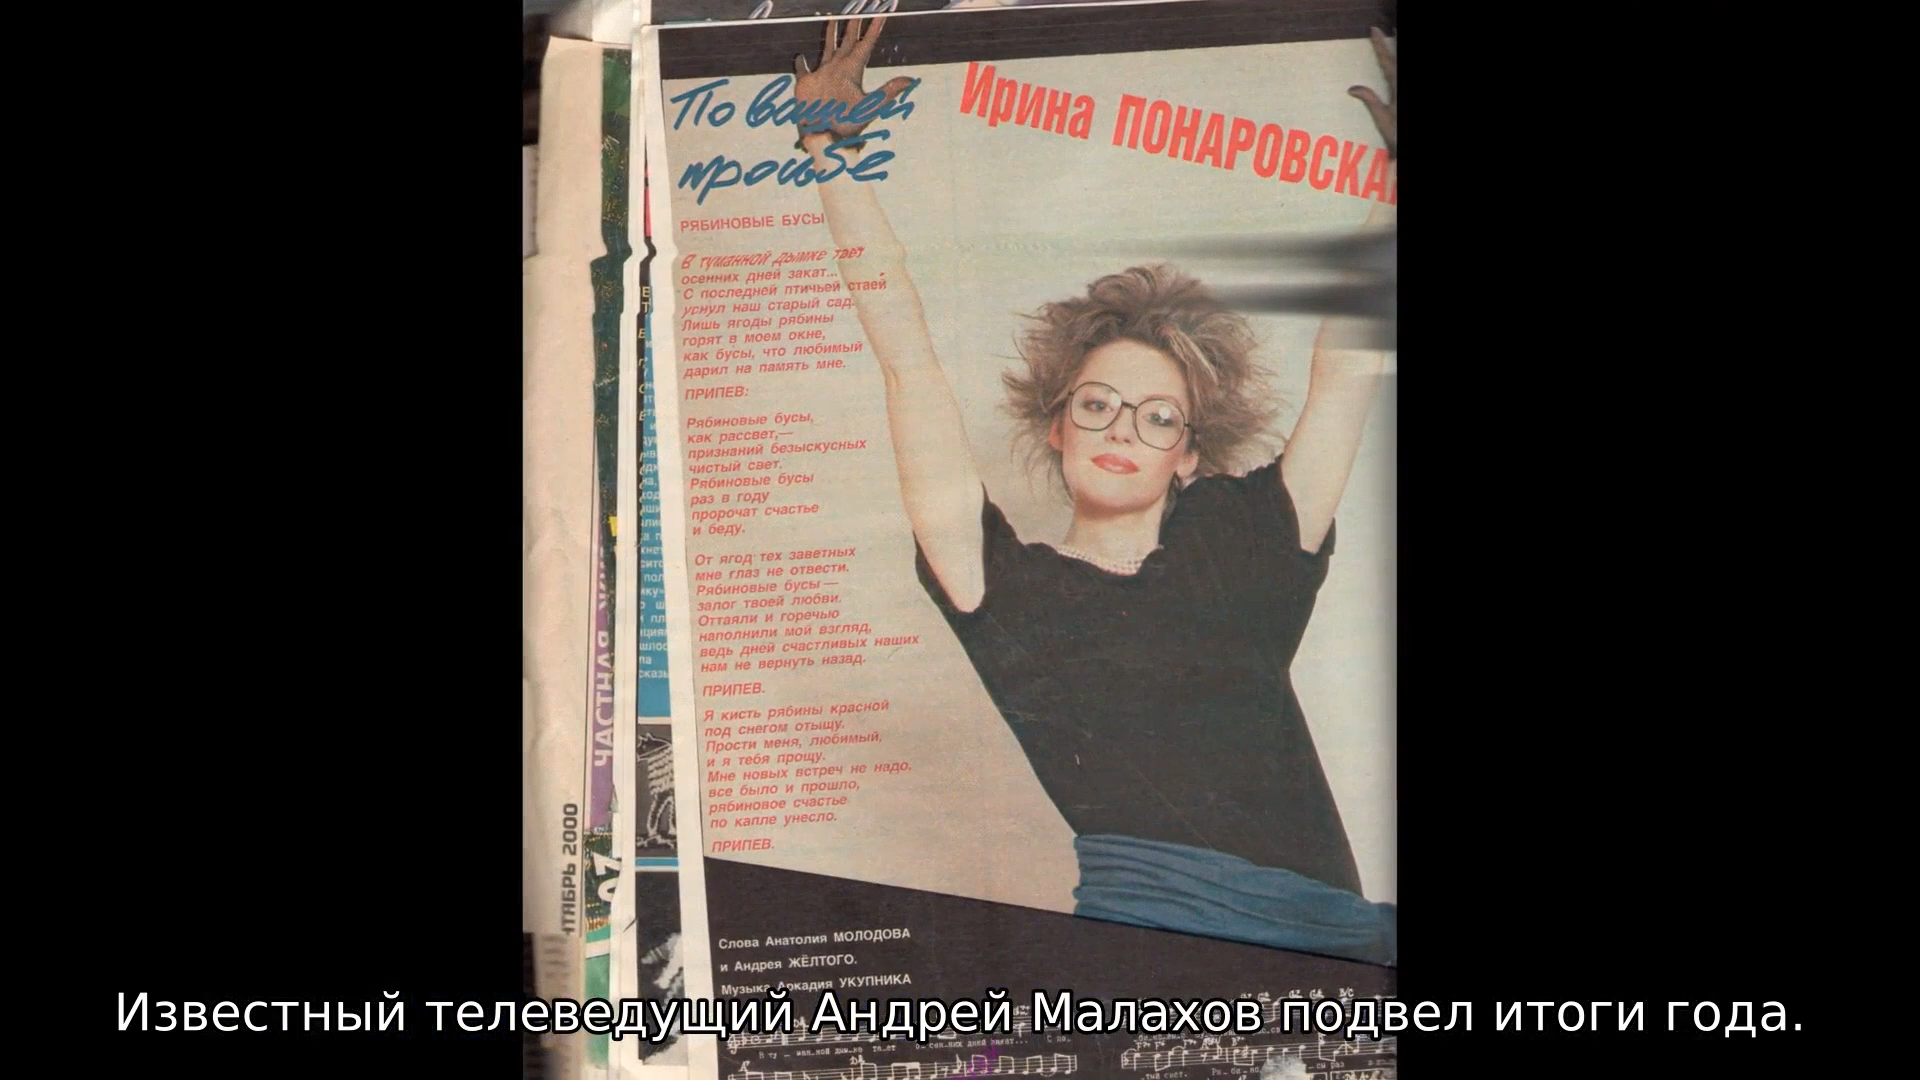 По вашей
просьбе
Ирина ПОНАРОВСКА
РЯБИНОВЫЕ БУСЫ
В туманной дымке тает
осенних дней закат...
С последней птичьей стаей
уснул наш старый сад.
Лишь ягоды рябины
горят в моем окне,
как бусы, что любимый
дарил на память мне.
ПРИПЕВ:
Рябиновые бусы,
как рассвет,—
признаний безыскусных
чистый свет.
Рябиновые бусы
раз в году
пророчат счастье
и беду.
От ягод тех заветных
мне глаз не отвести.
Рябиновые бусы —
залог твоей любви.
Оттаяли и горечью
наполнили мой взгляд,
ведь дней счастливых наших
нам не вернуть назад.
ПРИПЕВ.
Я кисть рябины красной
под снегом отыщу.
Прости меня, любимый,
и я тебя прощу.
Мне новых встреч не надо,
все было и прошло,
рябиновое счастье
по капле унесло.
ПРИПЕВ.
Слова Анатолия МОЛОДОВА
и Андрея ЖЁЛТОГО.
Музыка Аркадия УКУПНИКА
ЧАСТНАЯ
НТЯБРЬ 2000
Известный телеведущий Андрей Малахов подвел итоги года.